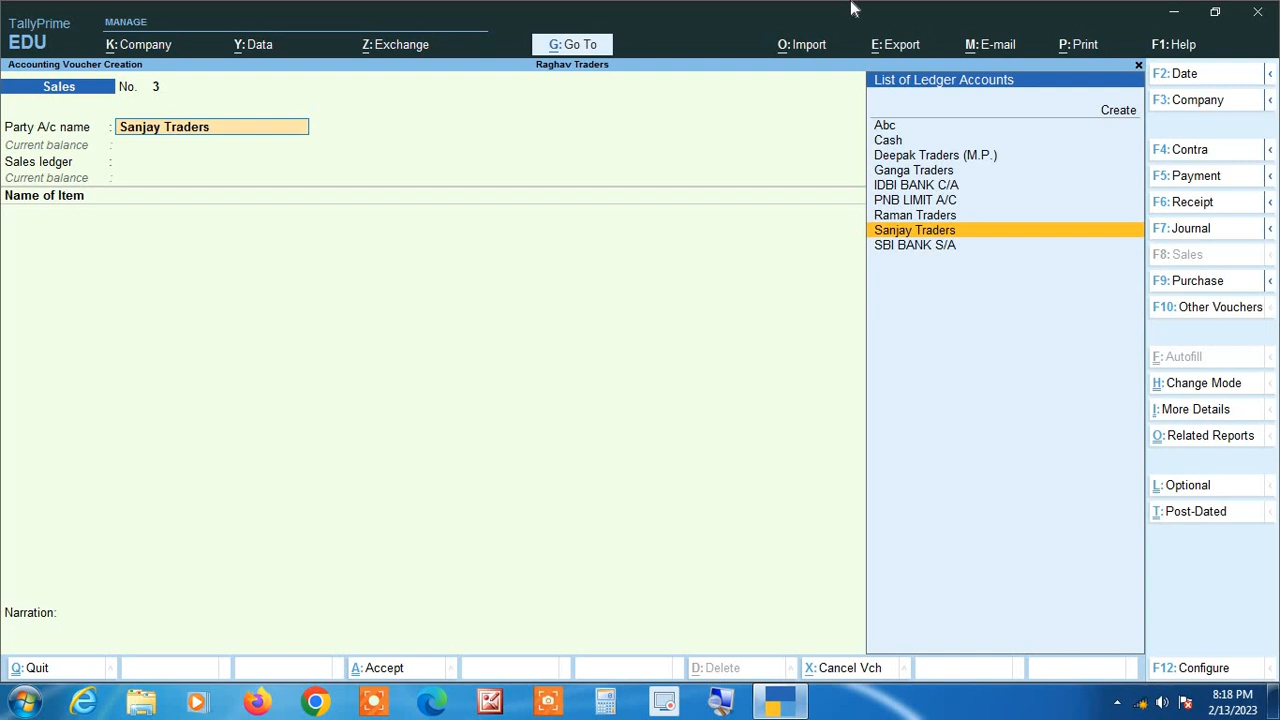 TallyPrime
EDU
MANAGE
K: Company
Y: Data
Z: Exchange
G: Go To
O: Import
E: Export
M: E-mail
P: Print
F1: Help
Accounting Voucher Creation
Raghav Traders
Sales
No. 3
Party A/c name : Sanjay Traders
Current balance :
Sales ledger :
Current balance :
Name of Item
Narration:
List of Ledger Accounts
Create
Abc
Cash
Deepak Traders (M.P.)
Ganga Traders
IDBI BANK C/A
PNB LIMIT A/C
Raman Traders
Sanjay Traders
SBI BANK S/A
F2: Date
F3: Company
F4: Contra
F5: Payment
F6: Receipt
F7: Journal
F8: Sales
F9: Purchase
F10: Other Vouchers
F: Autofill
H: Change Mode
I: More Details
O: Related Reports
L: Optional
T: Post-Dated
Q: Quit
A: Accept
D: Delete
X: Cancel Vch
F12: Configure
8:18 PM
2/13/2023